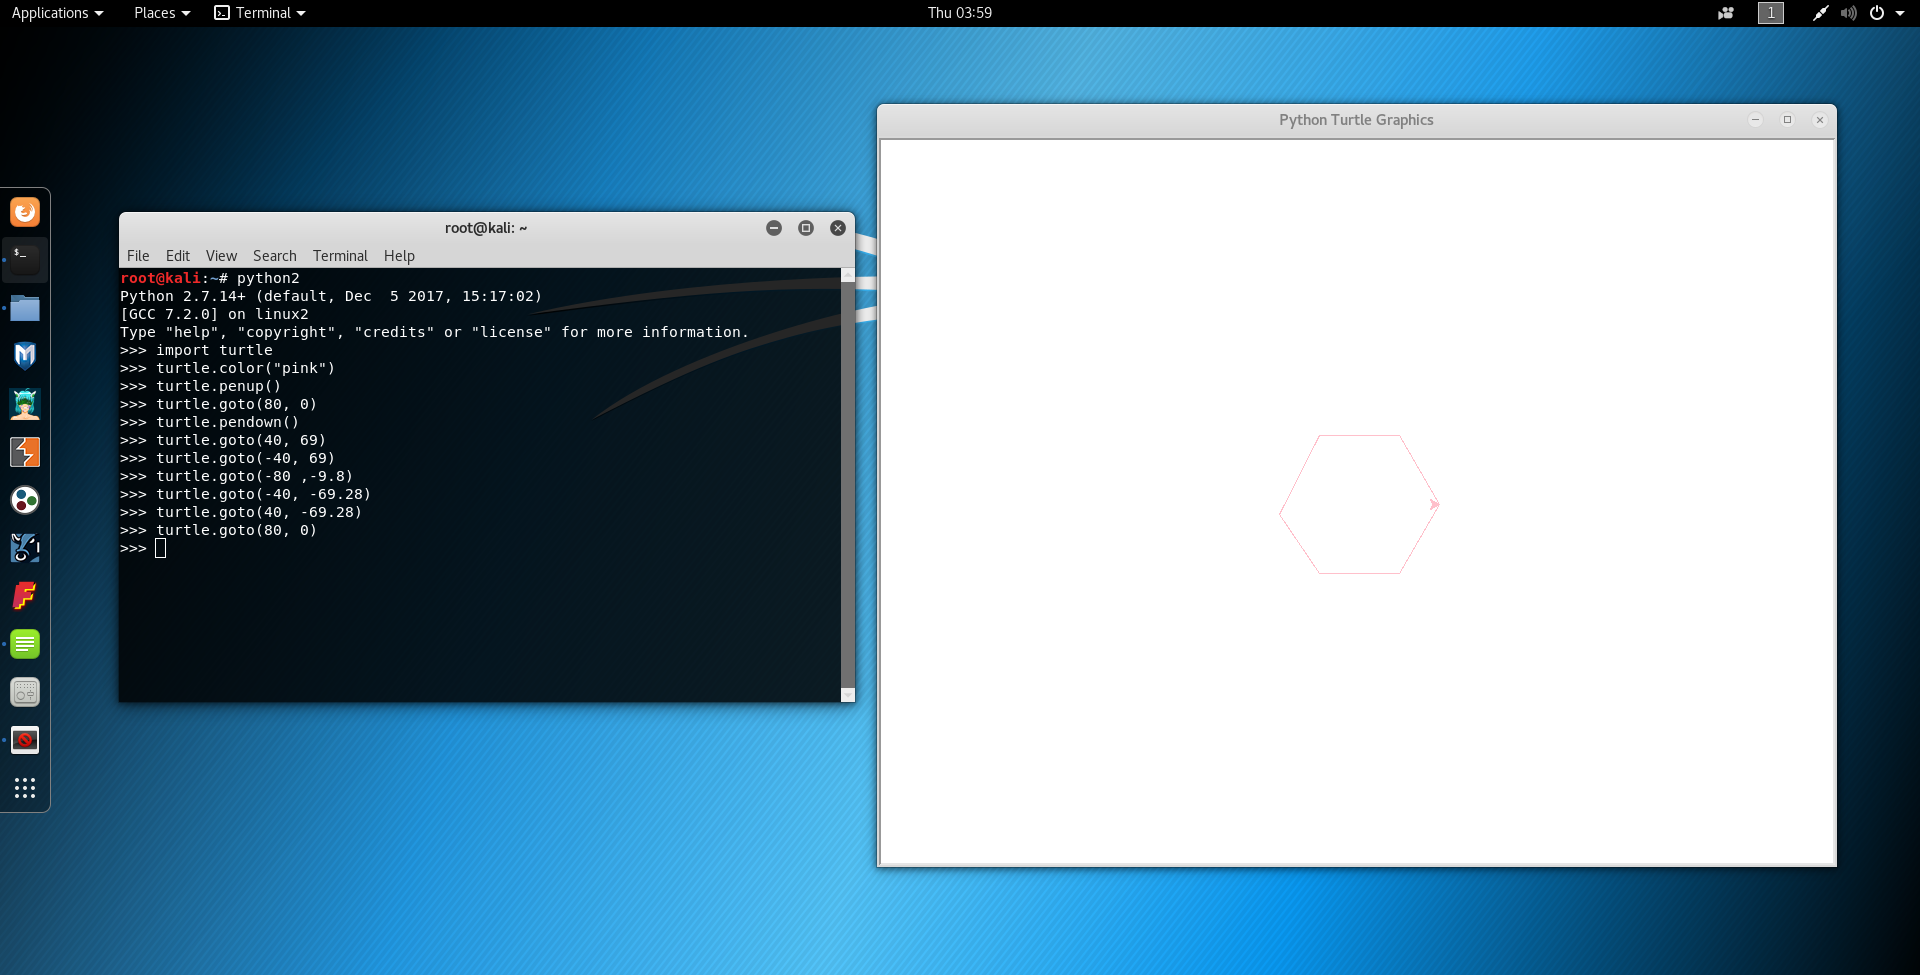 Applications Places Terminal Thu 03:59 1
Python Turtle Graphics
root@kali: ~
File Edit View Search Terminal Help
root@kali:~# python2
Python 2.7.14+ (default, Dec  5 2017, 15:17:02)
[GCC 7.2.0] on linux2
Type "help", "copyright", "credits" or "license" for more information.
>>> import turtle
>>> turtle.color("pink")
>>> turtle.penup()
>>> turtle.goto(80, 0)
>>> turtle.pendown()
>>> turtle.goto(40, 69)
>>> turtle.goto(-40, 69)
>>> turtle.goto(-80 ,-9.8)
>>> turtle.goto(-40, -69.28)
>>> turtle.goto(40, -69.28)
>>> turtle.goto(80, 0)
>>>